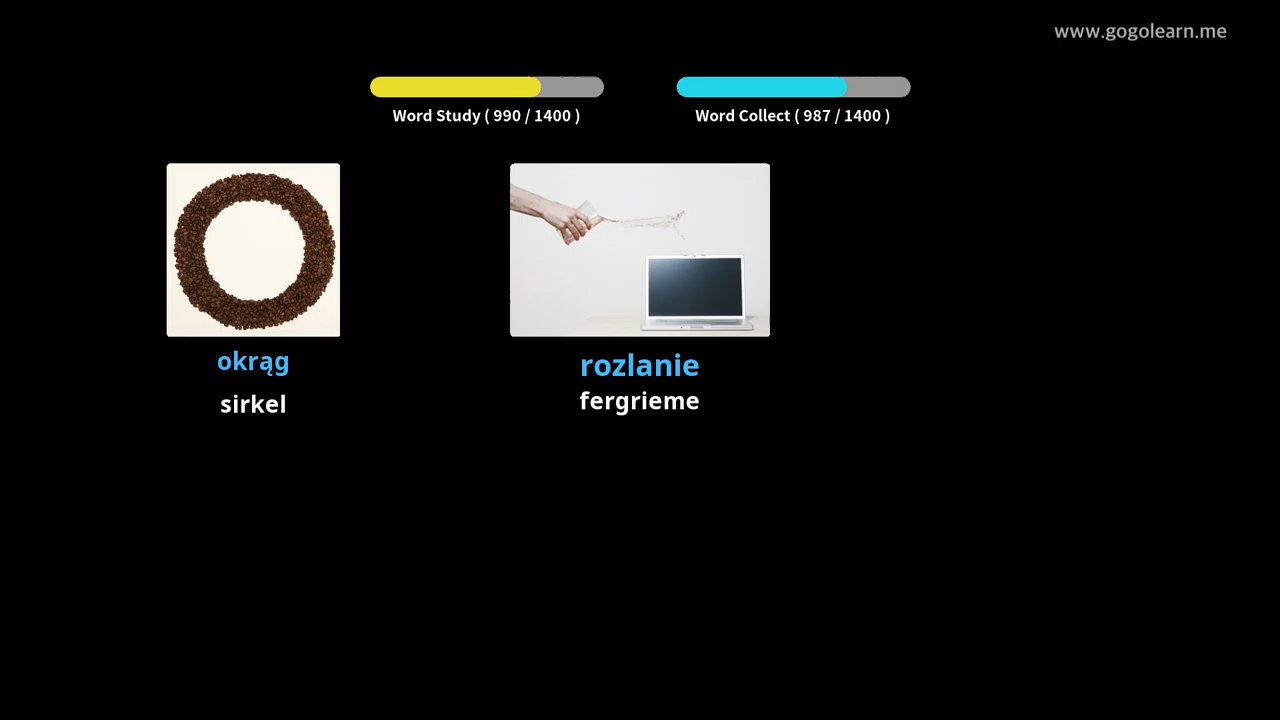 www.gogolearn.me
Word Study ( 990 / 1400 )
Word Collect ( 987 / 1400 )
okrąg
sirkel
rozlanie
fergrieme